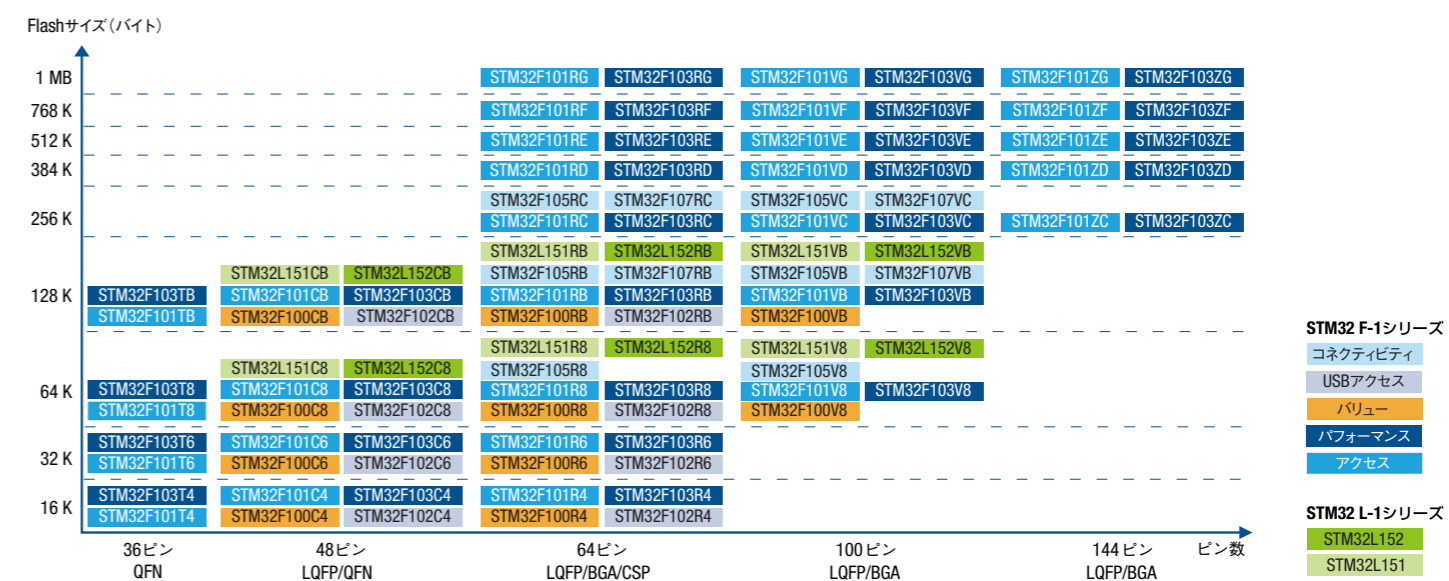 Flashサイズ(バイト)
1 MB STM32F101RG STM32F103RG STM32F101VG STM32F103VG STM32F101ZG STM32F103ZG
768 K STM32F101RF STM32F103RF STM32F101VF STM32F103VF STM32F101ZF STM32F103ZF
512 K STM32F101RE STM32F103RE STM32F101VE STM32F103VE STM32F101ZE STM32F103ZE
384 K STM32F101RD STM32F103RD STM32F101VD STM32F103VD STM32F101ZD STM32F103ZD
STM32F105RC STM32F107RC STM32F105VC STM32F107VC
256 K STM32F101RC STM32F103RC STM32F101VC STM32F103VC STM32F101ZC STM32F103ZC
STM32L151RB STM32L152RB STM32L151VB STM32L152VB
STM32L151CB STM32L152CB STM32F105RB STM32F107RB STM32F105VB STM32F107VB
128 K STM32F103TB STM32F101CB STM32F103CB STM32F101RB STM32F103RB STM32F101VB STM32F103VB
STM32F101TB STM32F100CB STM32F102CB STM32F100RB STM32F102RB STM32F100VB
STM32L151R8 STM32L152R8 STM32L151V8 STM32L152V8
STM32L151C8 STM32L152C8 STM32F105R8 STM32F105V8
64 K STM32F103T8 STM32F101C8 STM32F103C8 STM32F101R8 STM32F103R8 STM32F101V8 STM32F103V8
STM32F101T8 STM32F100C8 STM32F102C8 STM32F100R8 STM32F102R8 STM32F100V8
STM32F103T6 STM32F101C6 STM32F103C6 STM32F101R6 STM32F103R6
32 K STM32F101T6 STM32F100C6 STM32F102C6 STM32F100R6 STM32F102R6
STM32F103T4 STM32F101C4 STM32F103C4 STM32F101R4 STM32F103R4
16 K STM32F101T4 STM32F100C4 STM32F102C4 STM32F100R4 STM32F102R4
36ピン 48ピン 64ピン 100ピン 144ピン ピン数
QFN LQFP/QFN LQFP/BGA/CSP LQFP/BGA LQFP/BGA
STM32 F-1シリーズ
コネクティビティ
USBアクセス
バリュー
パフォーマンス
アクセス
STM32 L-1シリーズ
STM32L152
STM32L151